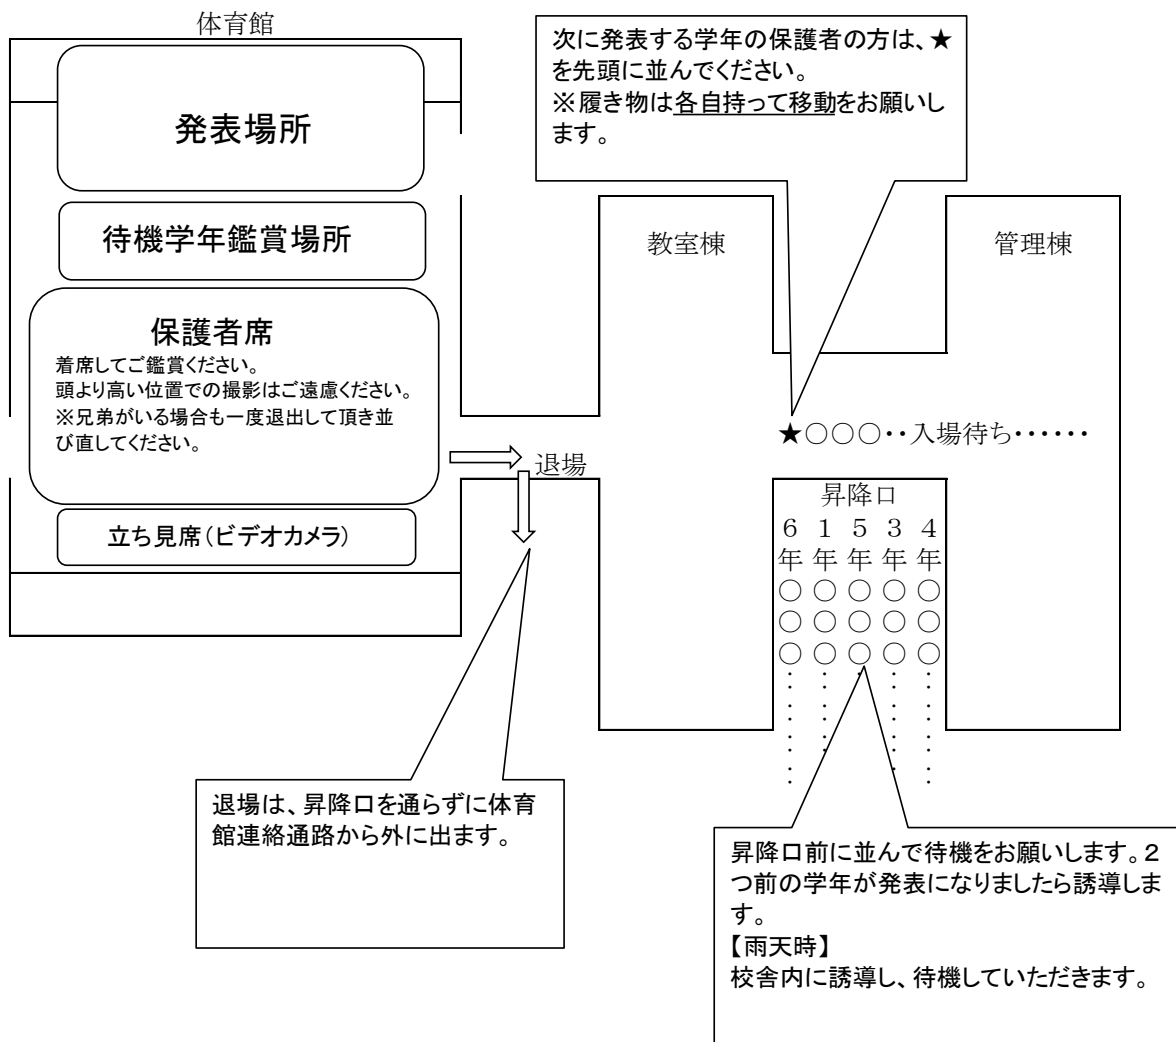 体育館
発表場所
待機学年鑑賞場所
保護者席
着席してご鑑賞ください。
頭より高い位置での撮影はご遠慮ください。
※兄弟がいる場合も一度退出して頂き並
び直してください。
立ち見席(ビデオカメラ)
次に発表する学年の保護者の方は、★
を先頭に並んでください。
※履き物は各自持って移動をお願いし
ます。
教室棟
管理棟
★○○○‥入場待ち‥‥‥
退場
昇降口
6 1 5 3 4
年 年 年 年 年
○ ○ ○ ○ ○
○ ○ ○ ○ ○
○ ○ ○ ○ ○
退場は、昇降口を通らずに体育
館連絡通路から外に出ます。
昇降口前に並んで待機をお願いします。2
つ前の学年が発表になりましたら誘導しま
す。
【雨天時】
校舎内に誘導し、待機していただきます。